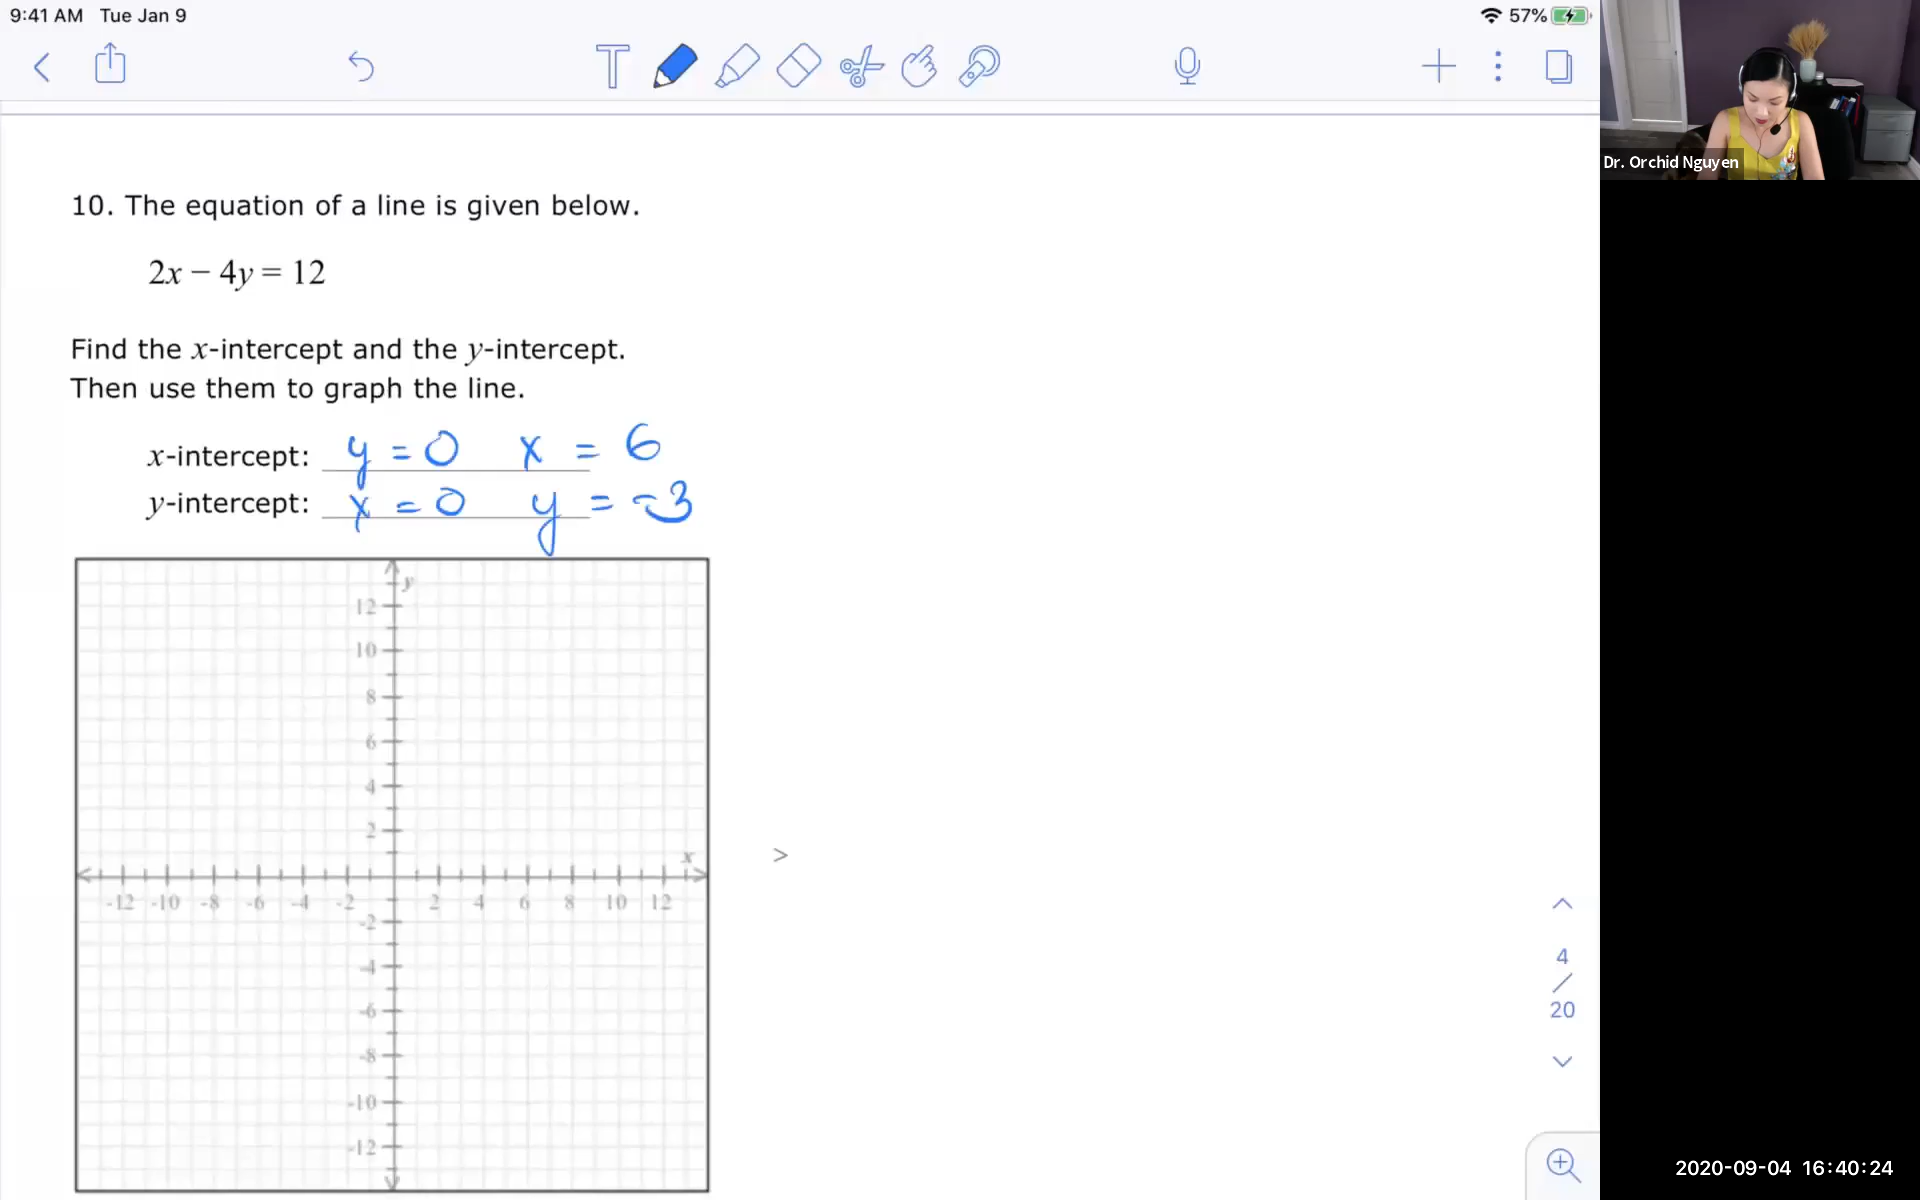 9:41 AM Tue Jan 9
57%
T
Dr. Orchid Nguyen
10. The equation of a line is given below.
2x − 4y = 12
Find the x-intercept and the y-intercept.
Then use them to graph the line.
x-intercept: y = 0 x = 6
y-intercept: x = 0 y = -3
y
12
10
8
6
4
2
x
>
-12 -10 -8 -6 -4 -2 2 4 6 8 10 12
-2
-4
-6
-8
-10
-12
4
/
20
2020-09-04 16:40:24